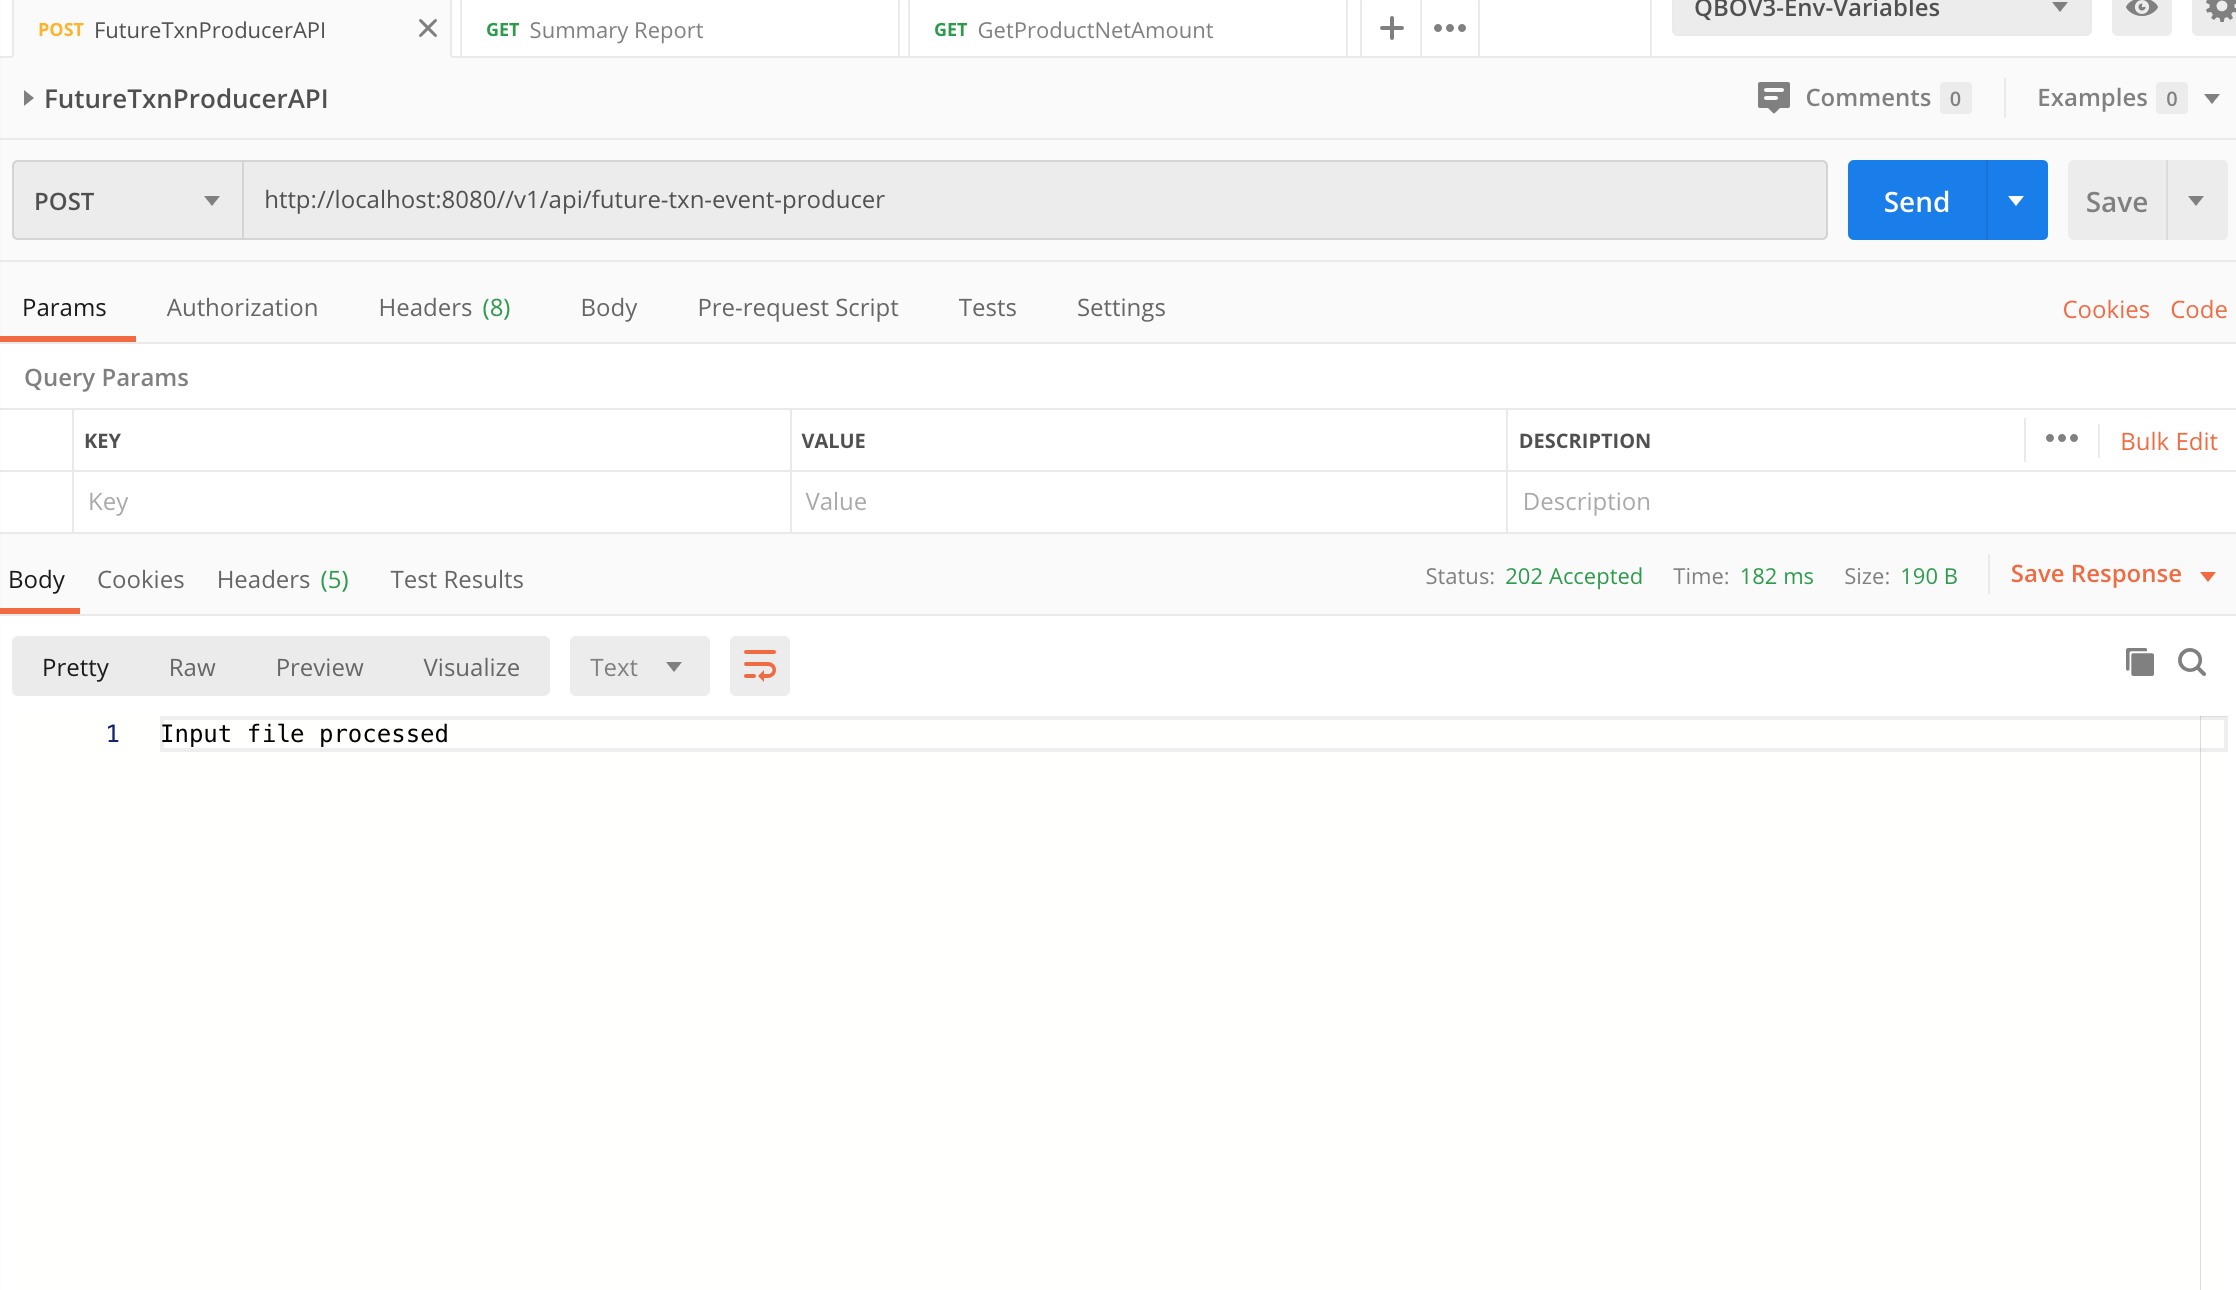 POST FutureTxnProducerAPI GET Summary Report GET GetProductNetAmount QBOV3-Env-Variables
FutureTxnProducerAPI Comments 0 Examples 0
POST http://localhost:8080//v1/api/future-txn-event-producer Send Save
Params Authorization Headers (8) Body Pre-request Script Tests Settings Cookies Code
Query Params
KEY VALUE DESCRIPTION Bulk Edit
Key Value Description
Body Cookies Headers (5) Test Results Status: 202 Accepted Time: 182 ms Size: 190 B Save Response
Pretty Raw Preview Visualize Text
1 Input file processed